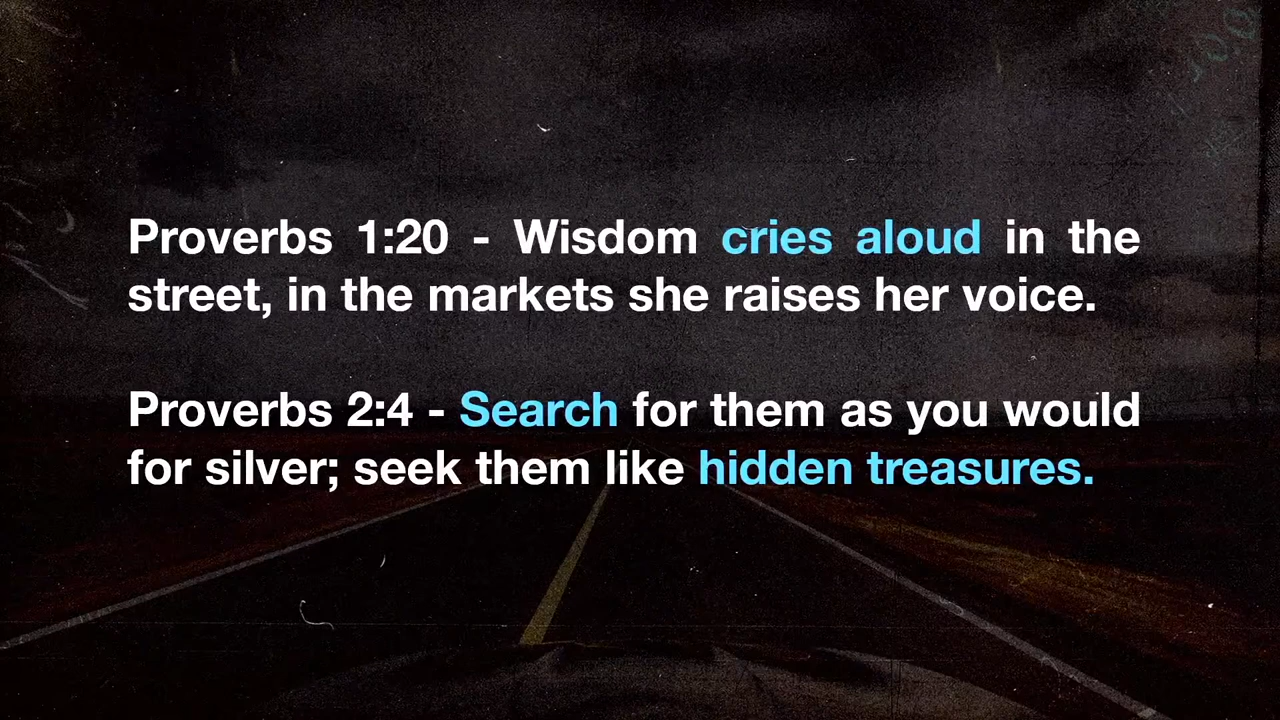 Proverbs 1:20 - Wisdom cries aloud in the
street, in the markets she raises her voice.
Proverbs 2:4 - Search for them as you would
for silver; seek them like hidden treasures.